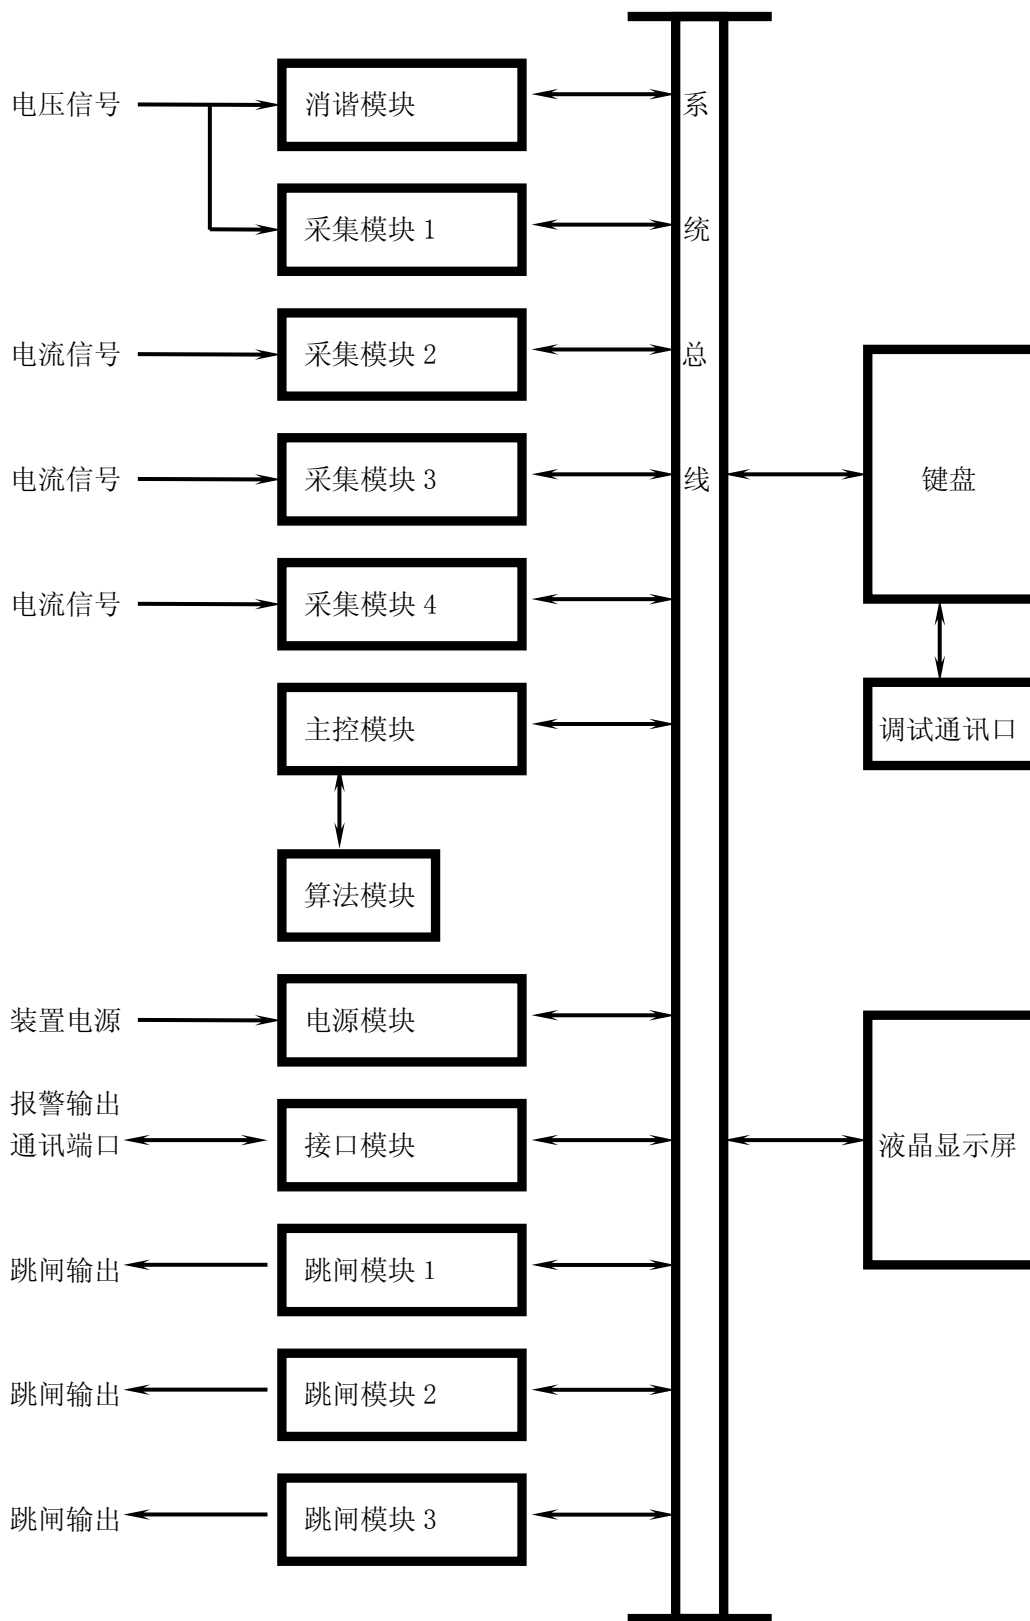 电压信号
消谐模块
系
采集模块 1
统
电流信号
采集模块 2
总
电流信号
采集模块 3
线
键盘
电流信号
采集模块 4
主控模块
调试通讯口
算法模块
装置电源
电源模块
报警输出
通讯端口
接口模块
液晶显示屏
跳闸输出
跳闸模块 1
跳闸输出
跳闸模块 2
跳闸输出
跳闸模块 3